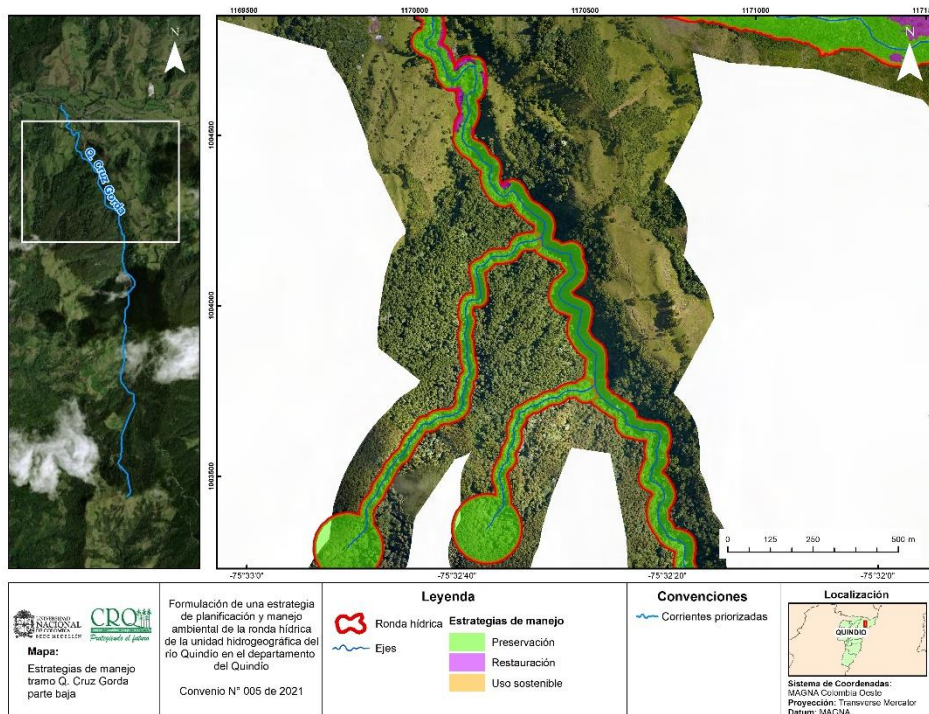 1169500
1170000
1170500
1171000
N
N
Q. Cruz Gorda
1004500
1004000
1003500
0 125 250 500 m
-75°33'0"
-75°32'40"
-75°32'20"
-75°32'0"
UNIVERSIDAD
NACIONAL
DE COLOMBIA
SEDE MEDELLÍN
CRQ
Protegiendo el futuro
Mapa:
Estrategias de manejo
tramo Q. Cruz Gorda
parte baja
Formulación de una estrategia
de planificación y manejo
ambiental de la ronda hídrica
de la unidad hidrogeográfica del
río Quindío en el departamento
del Quindío
Convenio N° 005 de 2021
Leyenda
Ronda hídrica
Ejes
Estrategias de manejo
Preservación
Restauración
Uso sostenible
Convenciones
Corrientes priorizadas
Localización
QUINDIO
Sistema de Coordenadas:
MAGNA Colombia Oeste
Proyección: Transverse Mercator
Datum: MAGNA